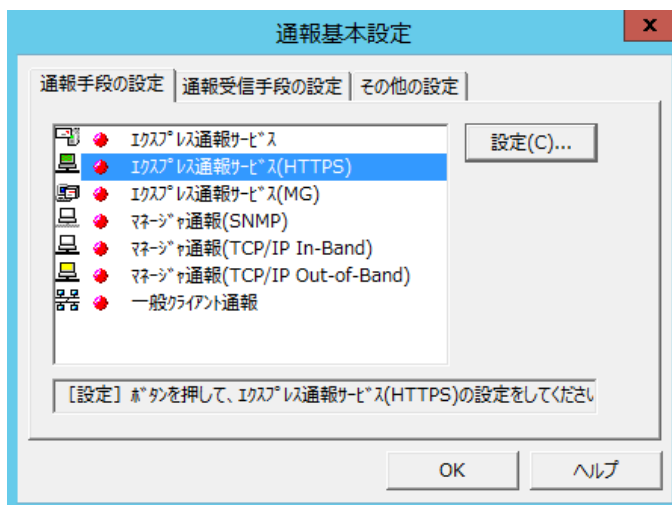 通報基本設定
x
通報手段の設定 通報受信手段の設定 その他の設定
ｴｸｽﾌﾟﾚｽ通報ｻｰﾋﾞｽ
ｴｸｽﾌﾟﾚｽ通報ｻｰﾋﾞｽ(HTTPS)
ｴｸｽﾌﾟﾚｽ通報ｻｰﾋﾞｽ(MG)
ﾏﾈｰｼﾞｬ通報(SNMP)
ﾏﾈｰｼﾞｬ通報(TCP/IP In-Band)
ﾏﾈｰｼﾞｬ通報(TCP/IP Out-of-Band)
一般ｸﾗｲｱﾝﾄ通報
設定(C)...
［設定］ﾎﾞﾀﾝを押して、ｴｸｽﾌﾟﾚｽ通報ｻｰﾋﾞｽ(HTTPS)の設定をしてください
OK ヘルプ